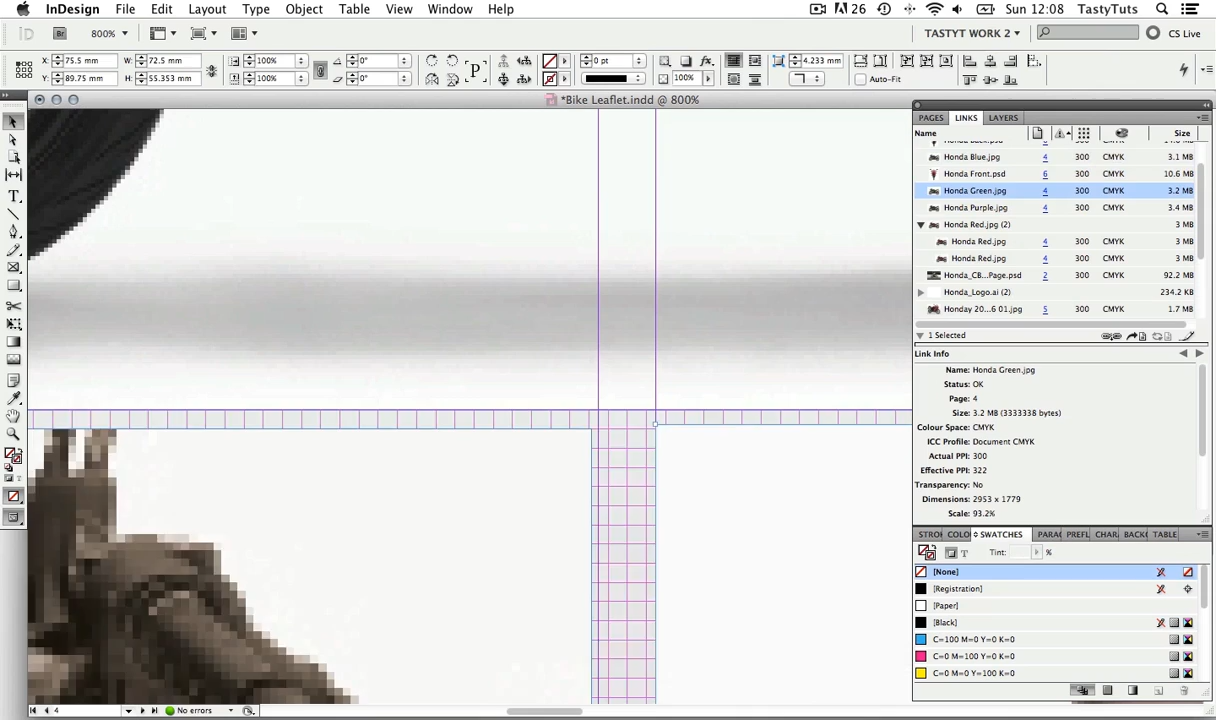 InDesign File Edit Layout Type Object Table View Window Help
26 Sun 12:08 TastyTuts
Br 800% TASTYT WORK 2 CS Live
X: 75.5 mm W: 72.5 mm 100% 0° 0 pt 4.233 mm
Y: 89.75 mm H: 55.353 mm 100% 0° 100% Auto-Fit
*Bike Leaflet.indd @ 800%
PAGES LINKS LAYERS
Name Size
Honda Blue.jpg 4 300 CMYK 3.1 MB
Honda Front.psd 6 300 CMYK 10.6 MB
Honda Green.jpg 4 300 CMYK 3.2 MB
Honda Purple.jpg 4 300 CMYK 3.4 MB
Honda Red.jpg (2) 300 CMYK 3 MB
Honda Red.jpg 4 300 CMYK 3 MB
Honda Red.jpg 4 300 CMYK 3 MB
Honda_CB...Page.psd 2 300 CMYK 92.2 MB
Honda_Logo.ai (2) 234.2 KB
Honday 20...6 01.jpg 5 300 CMYK 1.7 MB
1 Selected
Link Info
Name: Honda Green.jpg
Status: OK
Page: 4
Size: 3.2 MB (3333338 bytes)
Colour Space: CMYK
ICC Profile: Document CMYK
Actual PPI: 300
Effective PPI: 322
Transparency: No
Dimensions: 2953 x 1779
Scale: 93.2%
STROI COLO SWATCHES PARA PREFL CHAR BACK TABLE
Tint: %
[None]
[Registration]
[Paper]
[Black]
C=100 M=0 Y=0 K=0
C=0 M=100 Y=0 K=0
C=0 M=0 Y=100 K=0
4 No errors